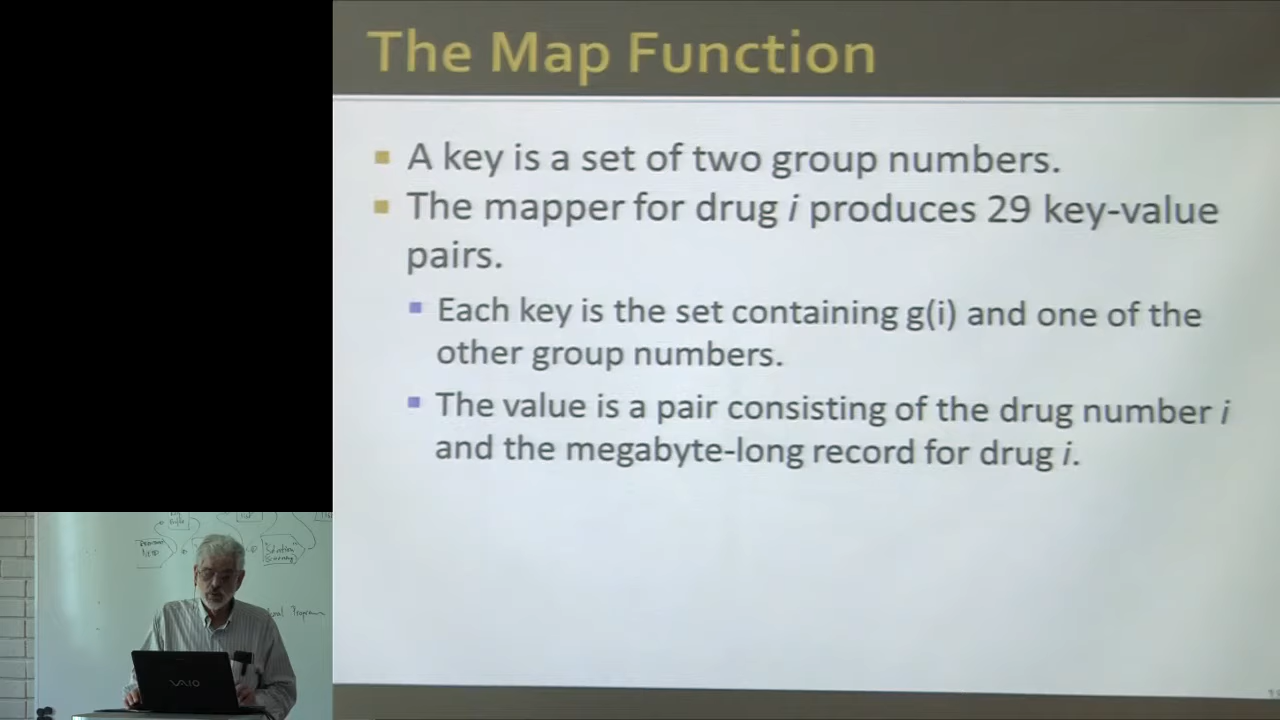 The Map Function
A key is a set of two group numbers.
The mapper for drug i produces 29 key-value
pairs.
Each key is the set containing g(i) and one of the
other group numbers.
The value is a pair consisting of the drug number i
and the megabyte-long record for drug i.
VAIO